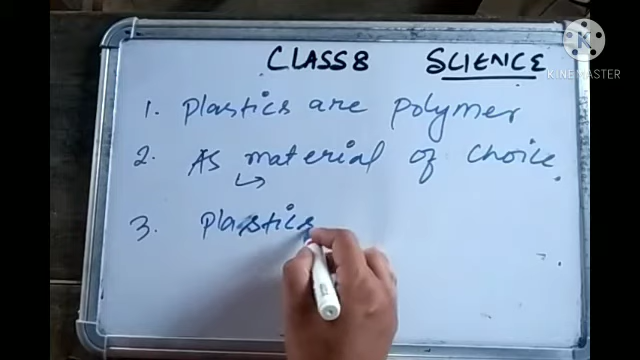 CLASS 8 SCIENCE
KINEMASTER
1. Plastics are polymer
2. As material of choice.
3. Plastics